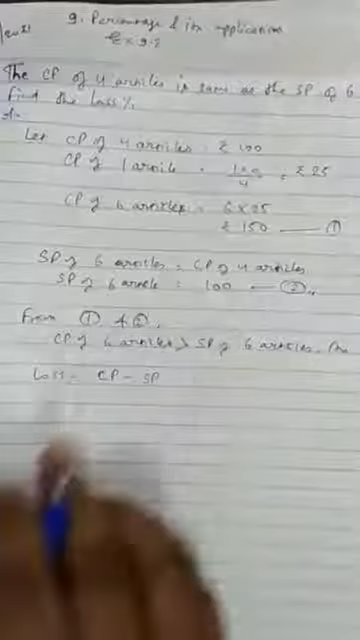 9. Percentage & its application
Ex 9.2
The CP of 4 articles is same as the SP of 6
find the loss %
Let CP of 4 articles = ₹ 100
CP of 1 article = 100/4 = ₹ 25
CP of 6 articles = 6 x 25
₹ 150 — ①
SP of 6 articles = CP of 4 articles
SP of 6 article = 100 — ②
From ① & ②,
CP of 6 articles > SP of 6 articles.
Loss = CP - SP